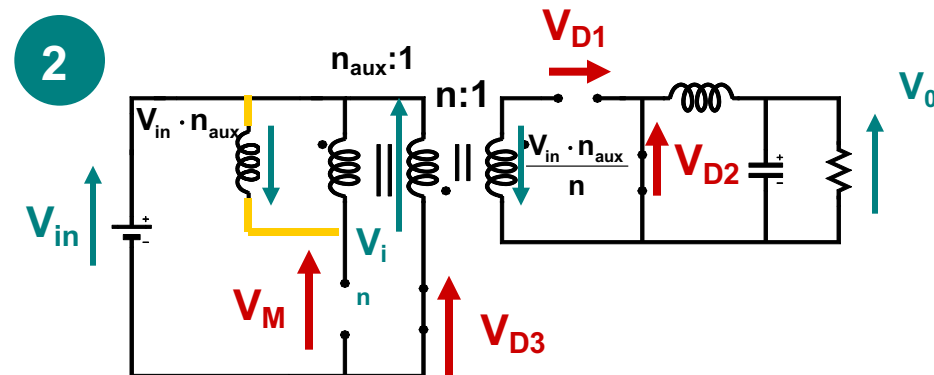 2
V_D1
n_aux:1
n:1
V_0
V_in · n_aux
V_in · n_aux
n
V_D2
V_in
+
-
V_i
+
-
n
V_M
V_D3